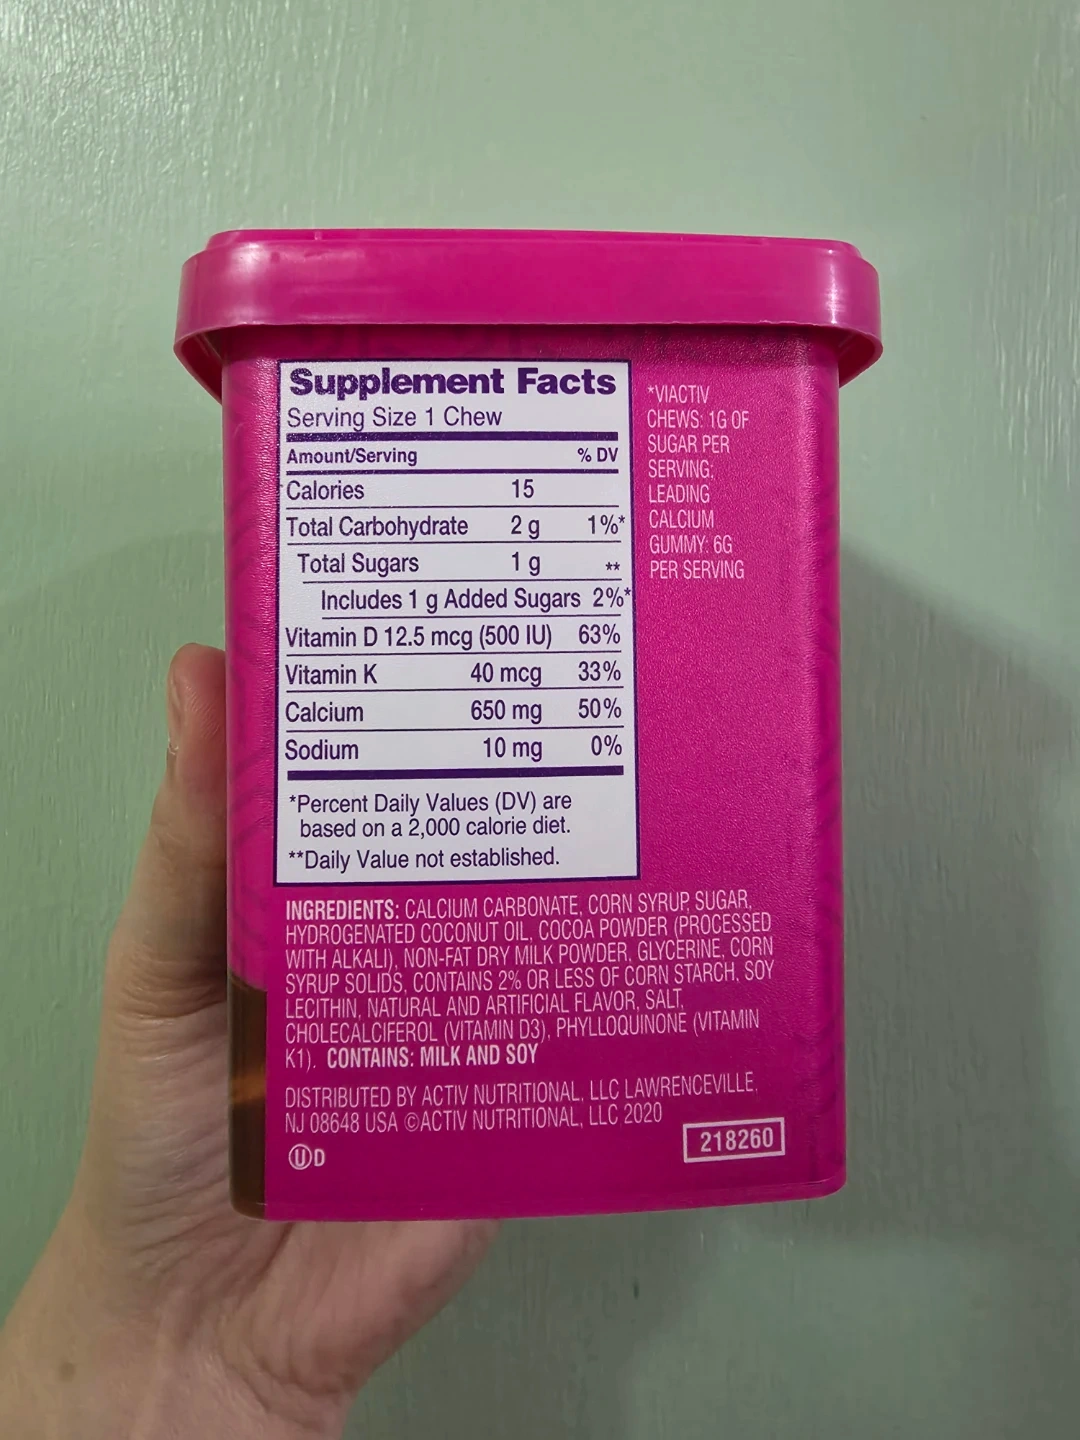 Supplement Facts
Serving Size 1 Chew
Amount/Serving % DV
Calories 15
Total Carbohydrate 2 g 1%*
Total Sugars 1 g **
Includes 1 g Added Sugars 2%*
Vitamin D 12.5 mcg (500 IU) 63%
Vitamin K 40 mcg 33%
Calcium 650 mg 50%
Sodium 10 mg 0%
*Percent Daily Values (DV) are
based on a 2,000 calorie diet.
**Daily Value not established.
*VIACTIV
CHEWS: 1G OF
SUGAR PER
SERVING;
LEADING
CALCIUM
GUMMY: 6G
PER SERVING
INGREDIENTS: CALCIUM CARBONATE, CORN SYRUP, SUGAR,
HYDROGENATED COCONUT OIL, COCOA POWDER (PROCESSED
WITH ALKALI), NON-FAT DRY MILK POWDER, GLYCERINE, CORN
SYRUP SOLIDS, CONTAINS 2% OR LESS OF CORN STARCH, SOY
LECITHIN, NATURAL AND ARTIFICIAL FLAVOR, SALT,
CHOLECALCIFEROL (VITAMIN D3), PHYLLOQUINONE (VITAMIN
K1). CONTAINS: MILK AND SOY
DISTRIBUTED BY ACTIV NUTRITIONAL, LLC LAWRENCEVILLE,
NJ 08648 USA ©ACTIV NUTRITIONAL, LLC 2020
218260
Ⓤ D